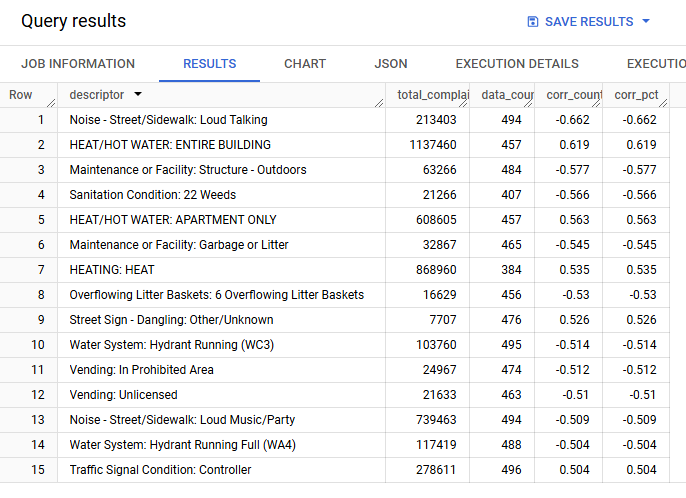 Query results
SAVE RESULTS
JOB INFORMATION RESULTS CHART JSON EXECUTION DETAILS EXECUTIO
Row descriptor total_complai data_cour corr_count corr_pct
1 Noise - Street/Sidewalk: Loud Talking 213403 494 -0.662 -0.662
2 HEAT/HOT WATER: ENTIRE BUILDING 1137460 457 0.619 0.619
3 Maintenance or Facility: Structure - Outdoors 63266 484 -0.577 -0.577
4 Sanitation Condition: 22 Weeds 21266 407 -0.566 -0.566
5 HEAT/HOT WATER: APARTMENT ONLY 608605 457 0.563 0.563
6 Maintenance or Facility: Garbage or Litter 32867 465 -0.545 -0.545
7 HEATING: HEAT 868960 384 0.535 0.535
8 Overflowing Litter Baskets: 6 Overflowing Litter Baskets 16629 456 -0.53 -0.53
9 Street Sign - Dangling: Other/Unknown 7707 476 0.526 0.526
10 Water System: Hydrant Running (WC3) 103760 495 -0.514 -0.514
11 Vending: In Prohibited Area 24967 474 -0.512 -0.512
12 Vending: Unlicensed 21633 463 -0.51 -0.51
13 Noise - Street/Sidewalk: Loud Music/Party 739463 494 -0.509 -0.509
14 Water System: Hydrant Running Full (WA4) 117419 488 -0.504 -0.504
15 Traffic Signal Condition: Controller 278611 496 0.504 0.504